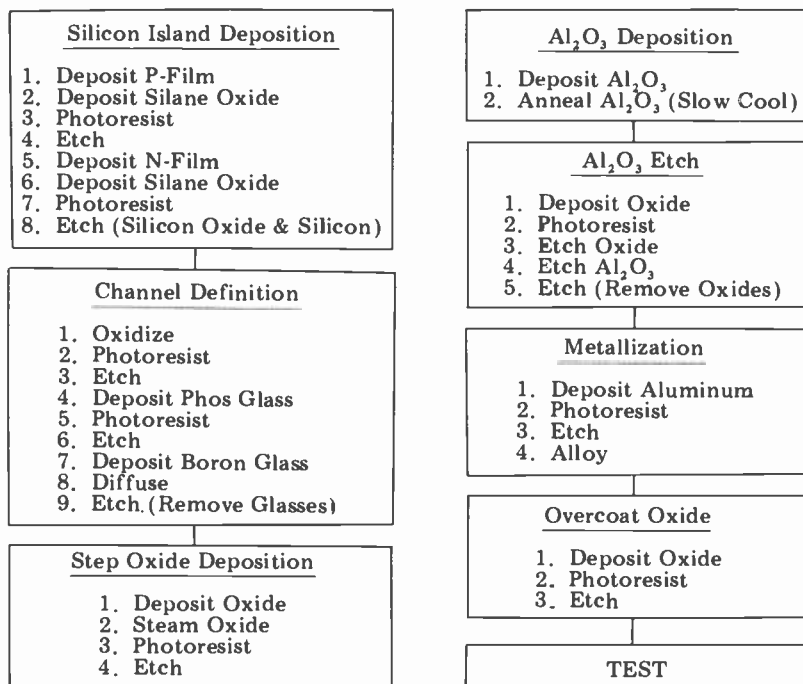 Silicon Island Deposition
1. Deposit P-Film
2. Deposit Silane Oxide
3. Photoresist
4. Etch
5. Deposit N-Film
6. Deposit Silane Oxide
7. Photoresist
8. Etch (Silicon Oxide & Silicon)
Channel Definition
1. Oxidize
2. Photoresist
3. Etch
4. Deposit Phos Glass
5. Photoresist
6. Etch
7. Deposit Boron Glass
8. Diffuse
9. Etch. (Remove Glasses)
Step Oxide Deposition
1. Deposit Oxide
2. Steam Oxide
3. Photoresist
4. Etch
Al₂O₃ Deposition
1. Deposit Al₂O₃
2. Anneal Al₂O₃ (Slow Cool)
Al₂O₃ Etch
1. Deposit Oxide
2. Photoresist
3. Etch Oxide
4. Etch Al₂O₃
5. Etch (Remove Oxides)
Metallization
1. Deposit Aluminum
2. Photoresist
3. Etch
4. Alloy
Overcoat Oxide
1. Deposit Oxide
2. Photoresist
3. Etch
TEST